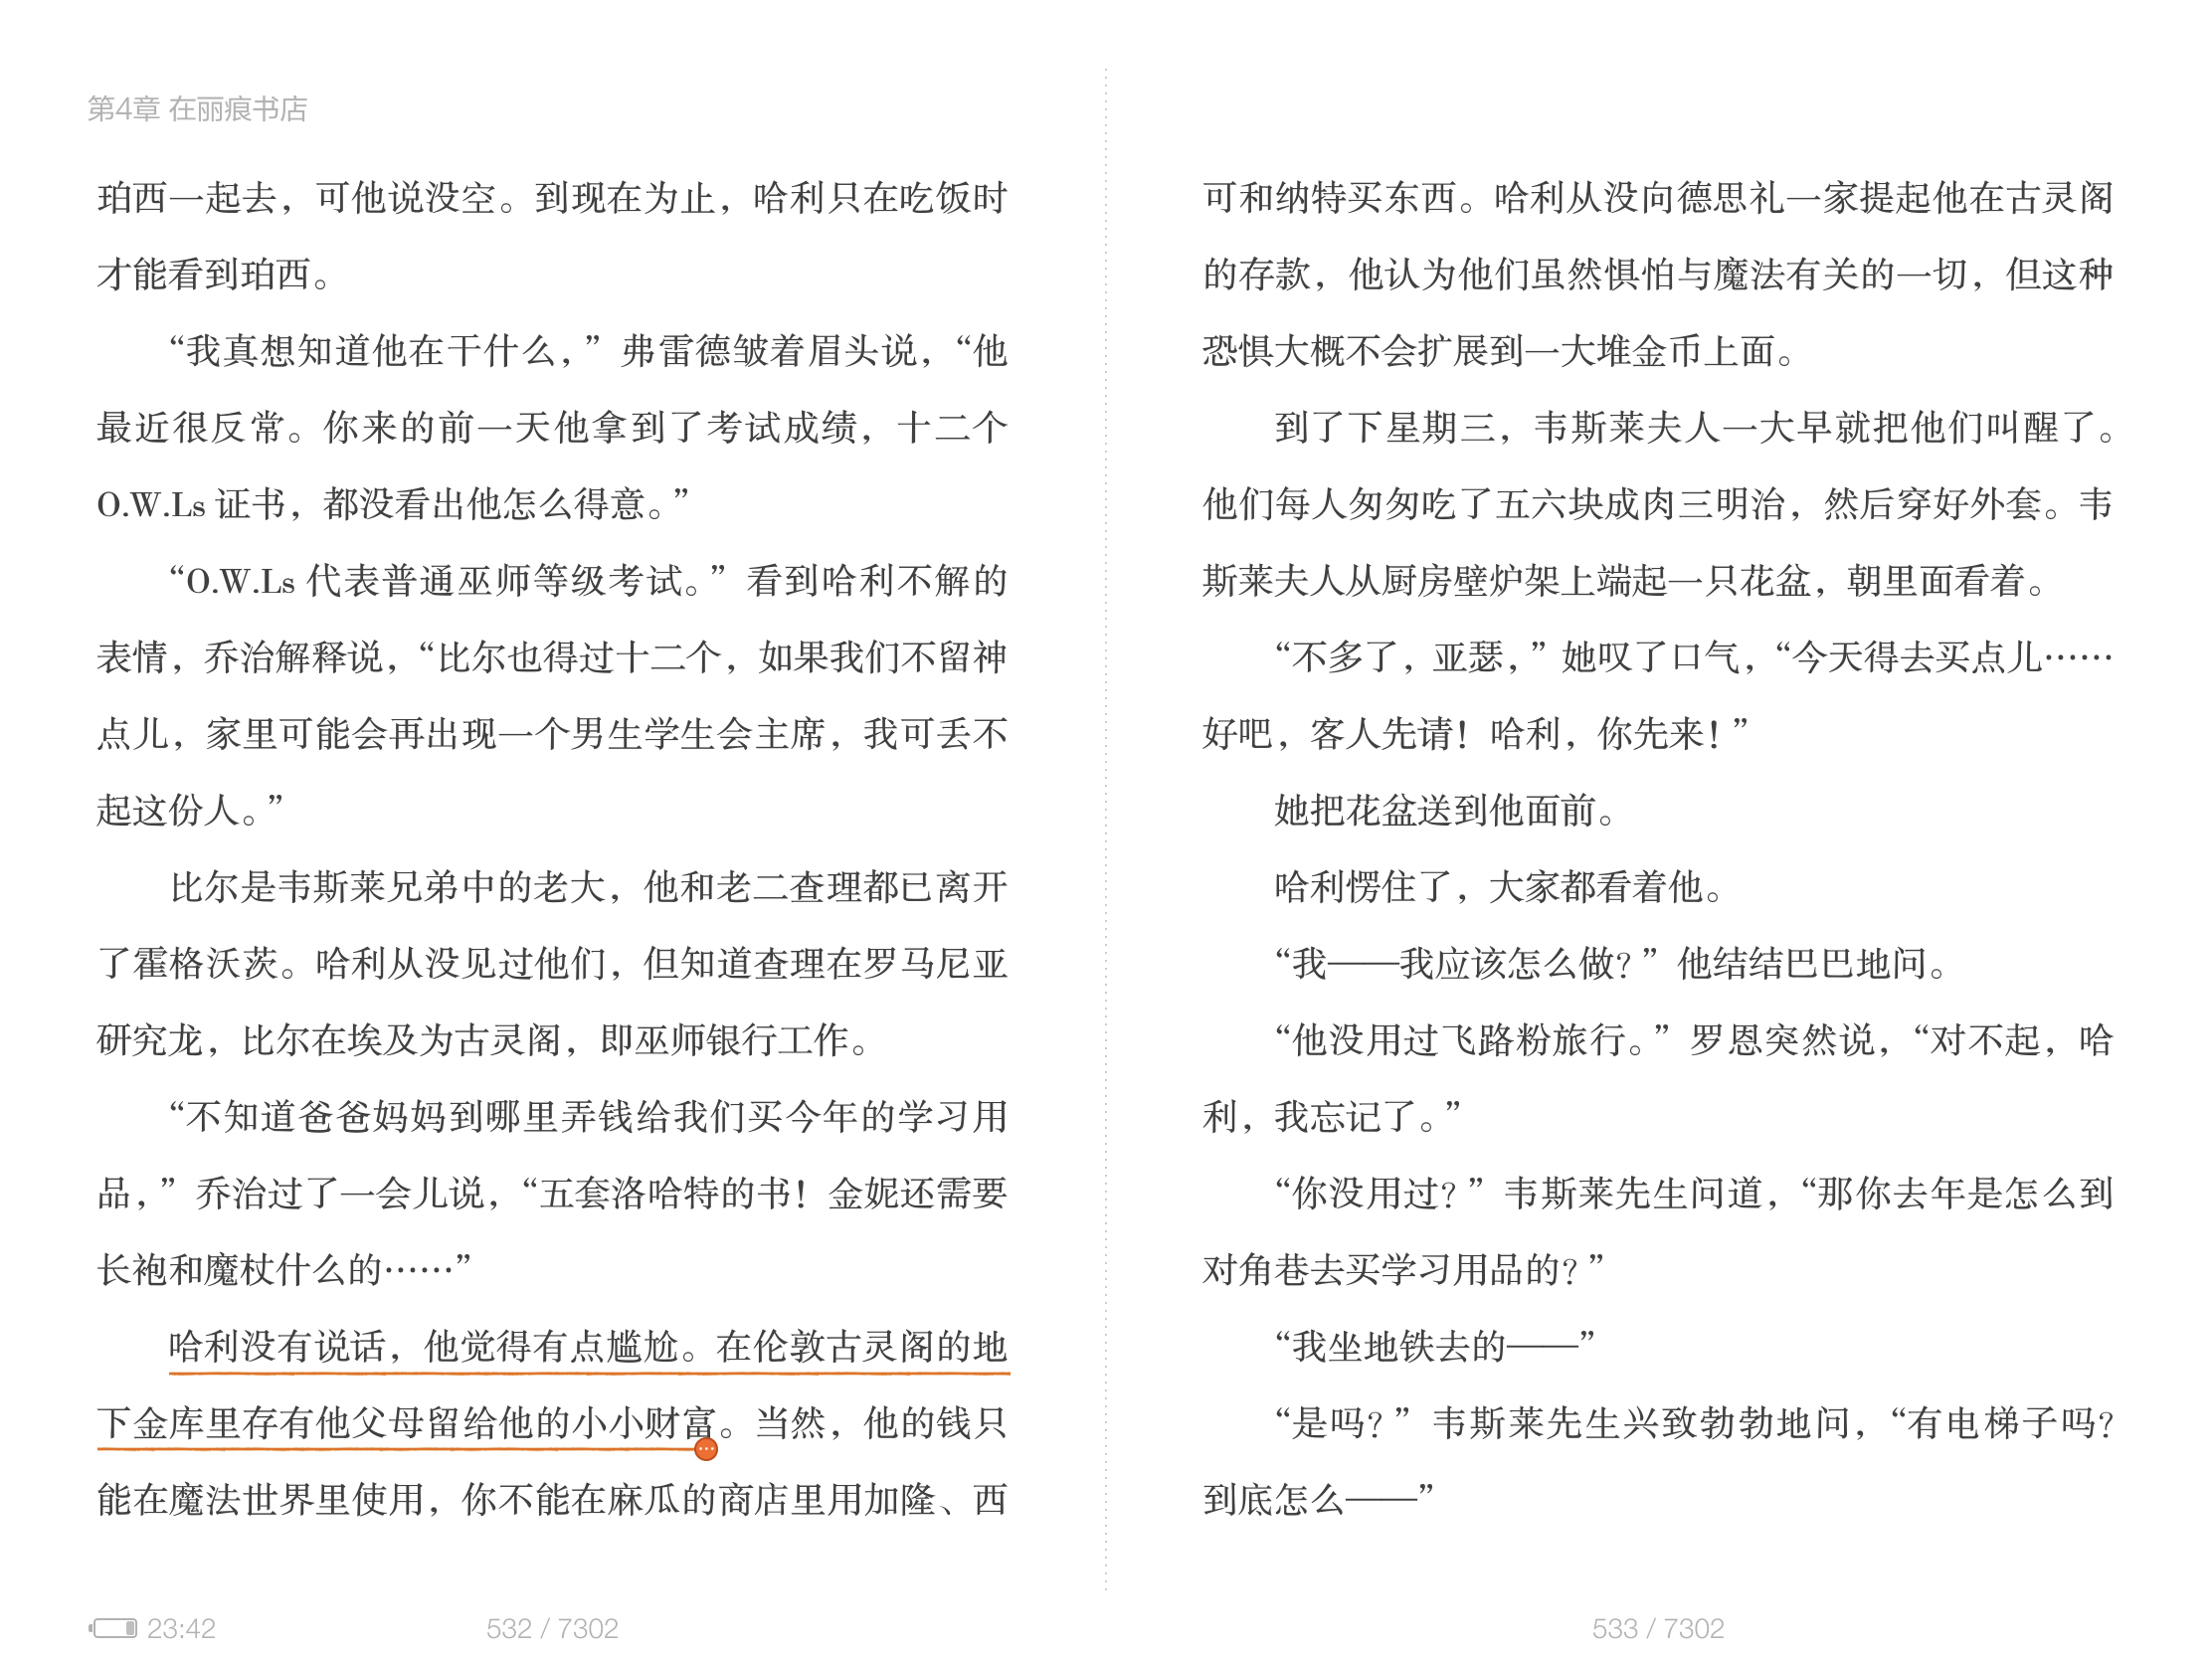 第4章 在丽痕书店
珀西一起去，可他说没空。到现在为止，哈利只在吃饭时
才能看到珀西。
“我真想知道他在干什么，”弗雷德皱着眉头说，“他
最近很反常。你来的前一天他拿到了考试成绩，十二个
O.W.Ls 证书，都没看出他怎么得意。”
“O.W.Ls 代表普通巫师等级考试。”看到哈利不解的
表情，乔治解释说，“比尔也得过十二个，如果我们不留神
点儿，家里可能会再出现一个男生学生会主席，我可丢不
起这份人。”
比尔是韦斯莱兄弟中的老大，他和老二查理都已离开
了霍格沃茨。哈利从没见过他们，但知道查理在罗马尼亚
研究龙，比尔在埃及为古灵阁，即巫师银行工作。
“不知道爸爸妈妈到哪里弄钱给我们买今年的学习用
品，”乔治过了一会儿说，“五套洛哈特的书！金妮还需要
长袍和魔杖什么的……”
哈利没有说话，他觉得有点尴尬。在伦敦古灵阁的地
下金库里存有他父母留给他的小小财富。当然，他的钱只
能在魔法世界里使用，你不能在麻瓜的商店里用加隆、西
23:42
532 / 7302
可和纳特买东西。哈利从没向德思礼一家提起他在古灵阁
的存款，他认为他们虽然惧怕与魔法有关的一切，但这种
恐惧大概不会扩展到一大堆金币上面。
到了下星期三，韦斯莱夫人一大早就把他们叫醒了。
他们每人匆匆吃了五六块成肉三明治，然后穿好外套。韦
斯莱夫人从厨房壁炉架上端起一只花盆，朝里面看着。
“不多了，亚瑟，”她叹了口气，“今天得去买点儿……
好吧，客人先请！哈利，你先来！”
她把花盆送到他面前。
哈利愣住了，大家都看着他。
“我——我应该怎么做？”他结结巴巴地问。
“他没用过飞路粉旅行。”罗恩突然说，“对不起，哈
利，我忘记了。”
“你没用过？”韦斯莱先生问道，“那你去年是怎么到
对角巷去买学习用品的？”
“我坐地铁去的——”
“是吗？”韦斯莱先生兴致勃勃地问，“有电梯子吗？
到底怎么——”
533 / 7302